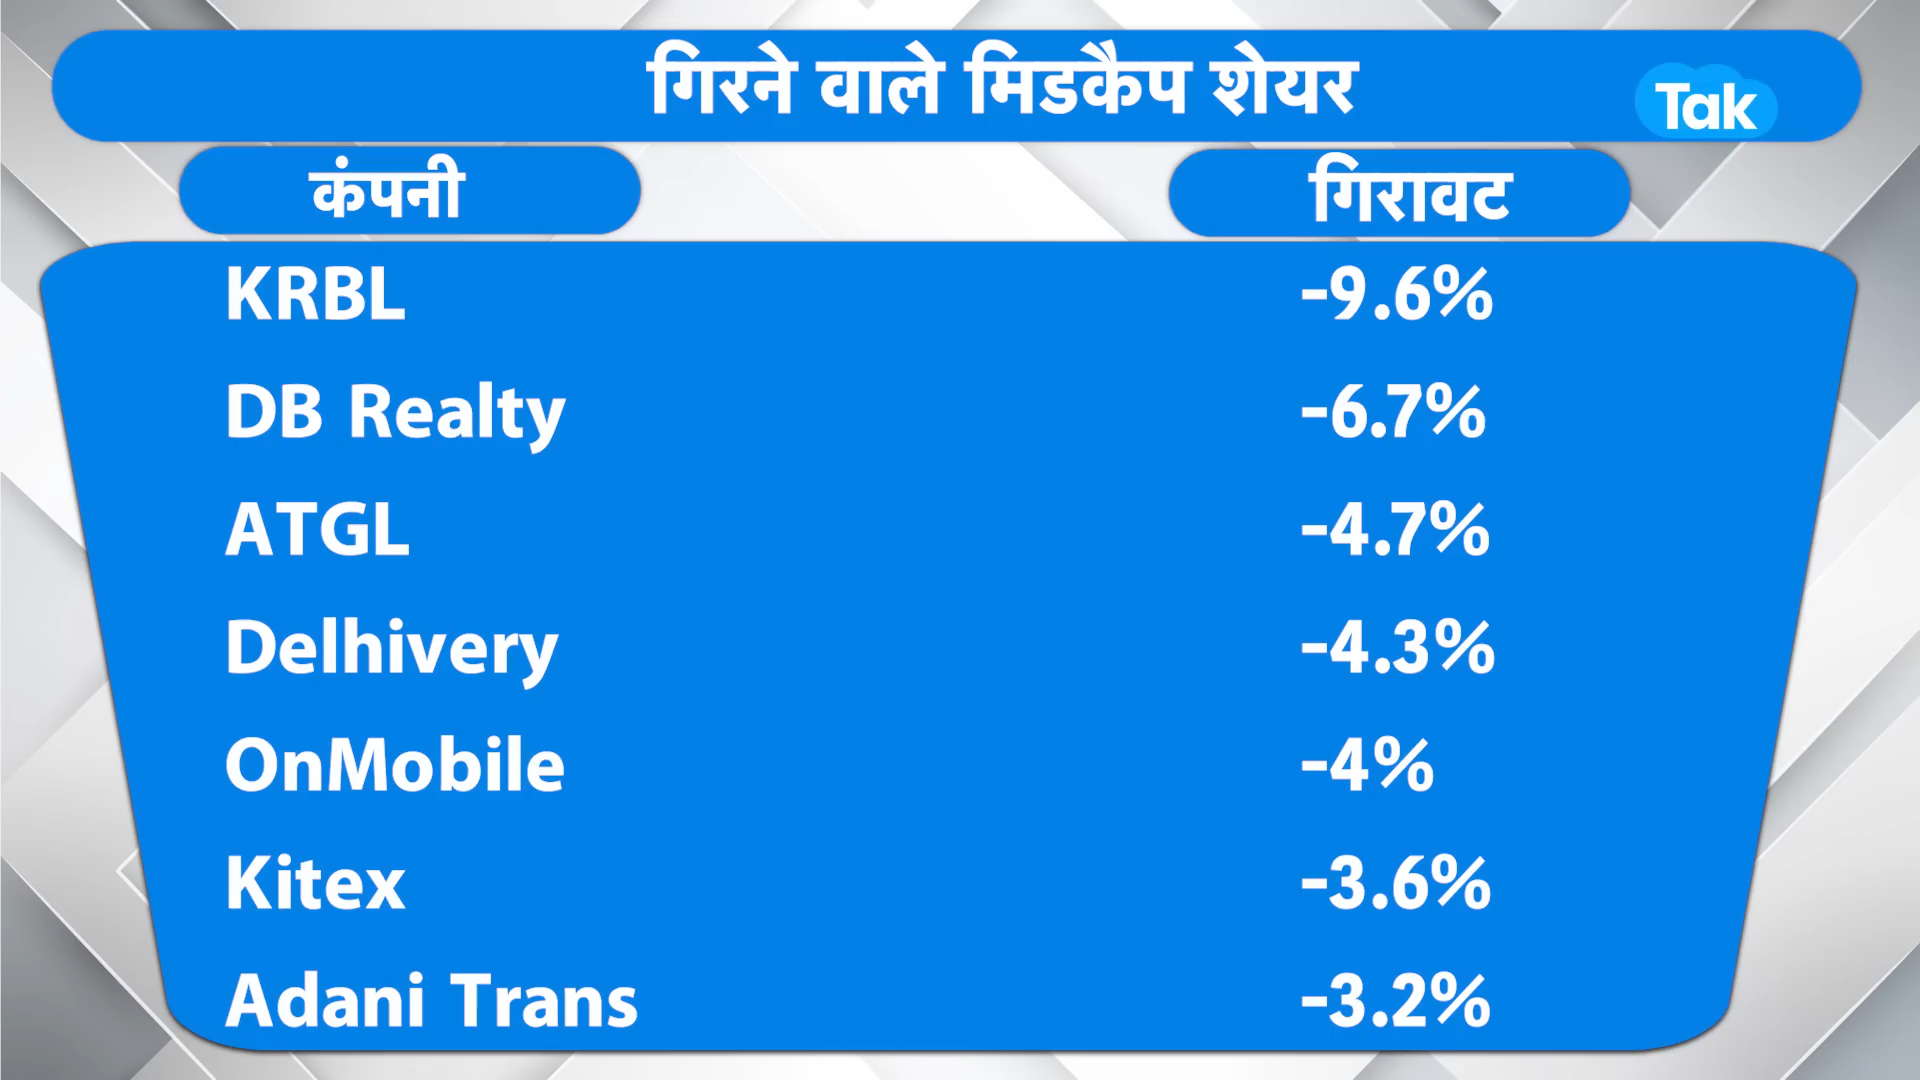 गिरने वाले मिडकैप शेयर
Tak
कंपनी गिरावट
KRBL -9.6%
DB Realty -6.7%
ATGL -4.7%
Delhivery -4.3%
OnMobile -4%
Kitex -3.6%
Adani Trans -3.2%